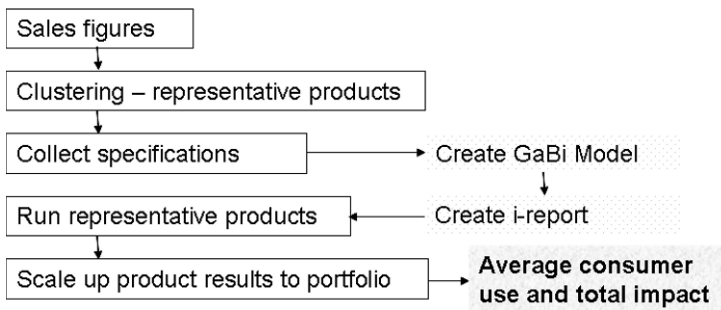 Sales figures
Clustering – representative products
Collect specifications
Create GaBi Model
Create i-report
Run representative products
Scale up product results to portfolio
Average consumer
use and total impact